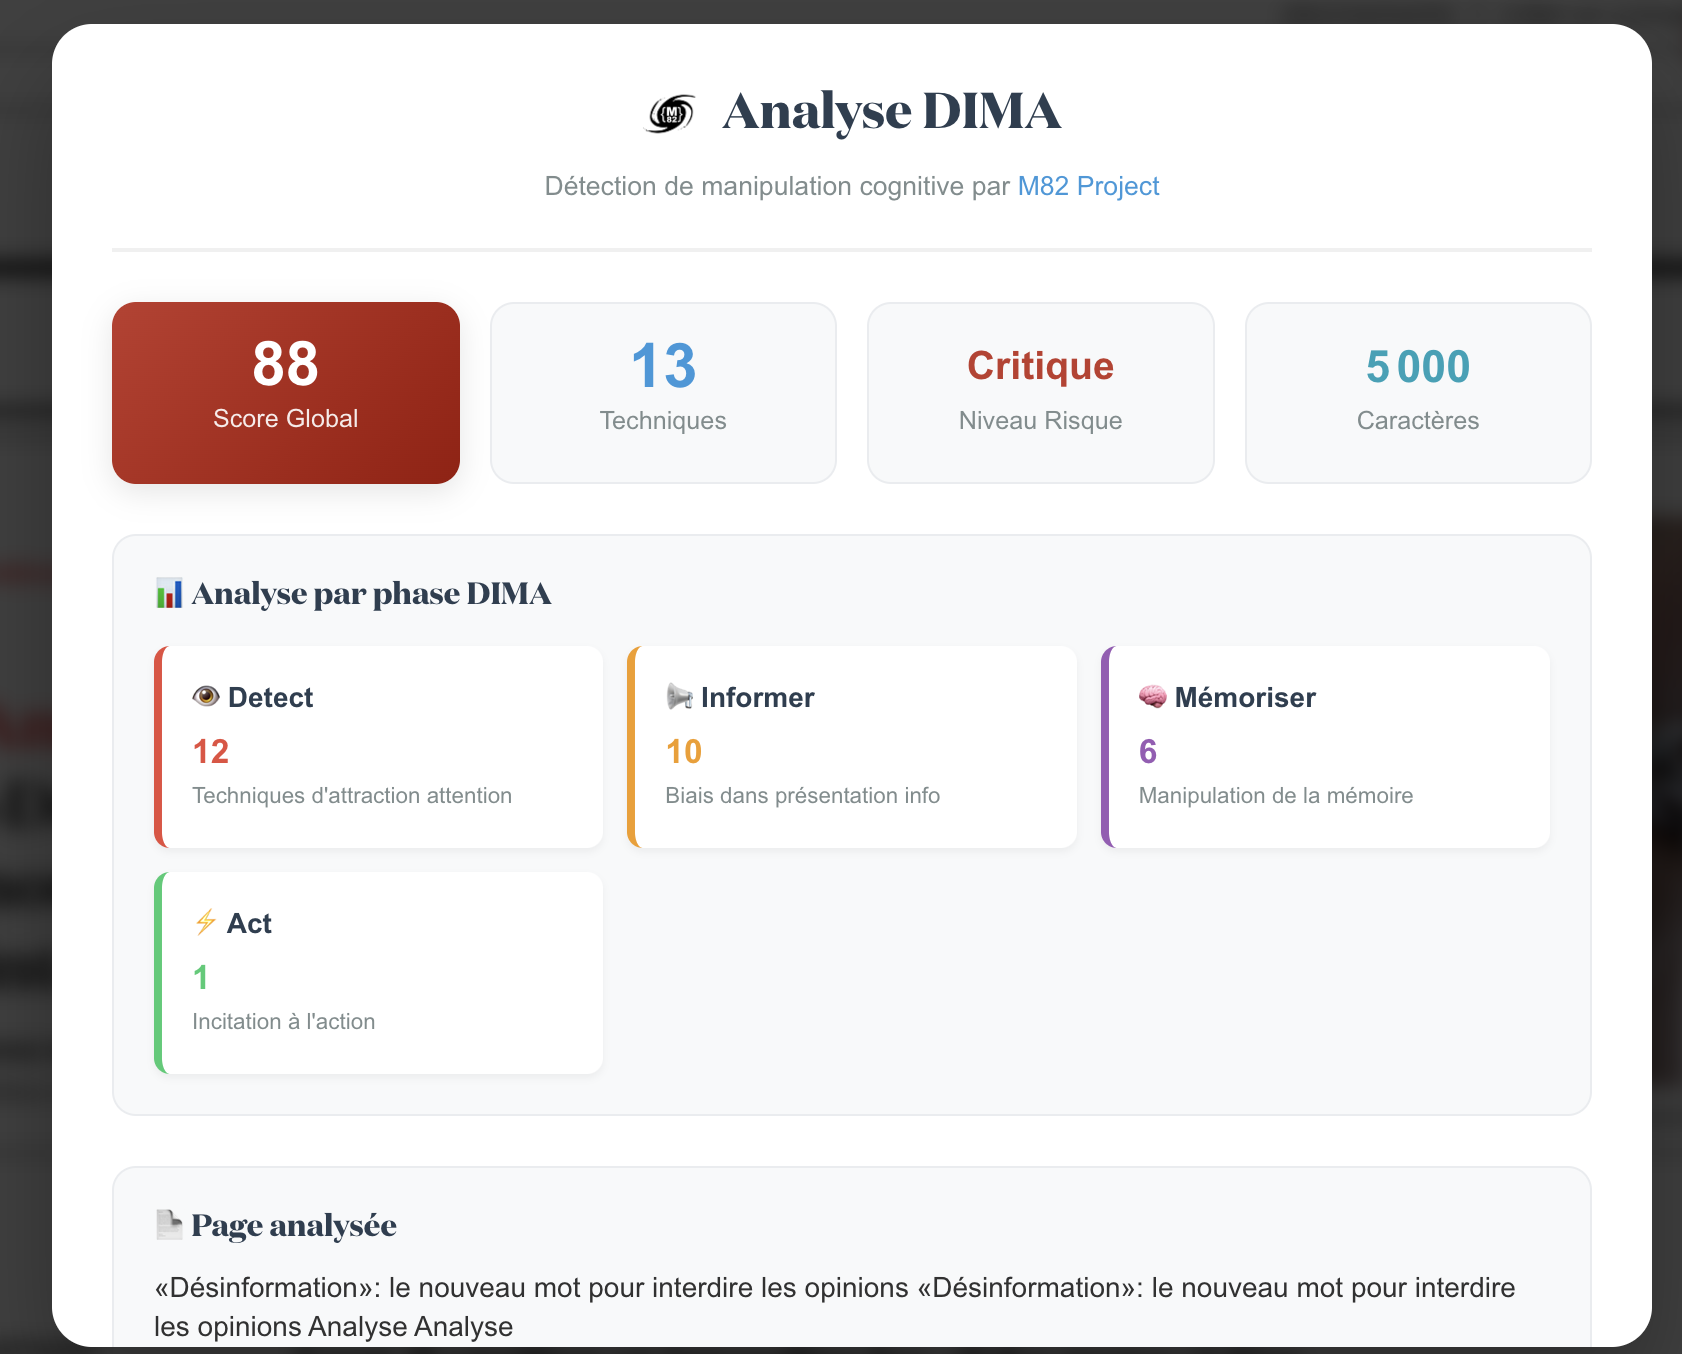 {M}
82
Analyse DIMA
Détection de manipulation cognitive par M82 Project
88
Score Global
13
Techniques
Critique
Niveau Risque
5 000
Caractères
Analyse par phase DIMA
Detect
12
Techniques d'attraction attention
Informer
10
Biais dans présentation info
Mémoriser
6
Manipulation de la mémoire
Act
1
Incitation à l'action
Page analysée
«Désinformation»: le nouveau mot pour interdire les opinions «Désinformation»: le nouveau mot pour interdire
les opinions Analyse Analyse